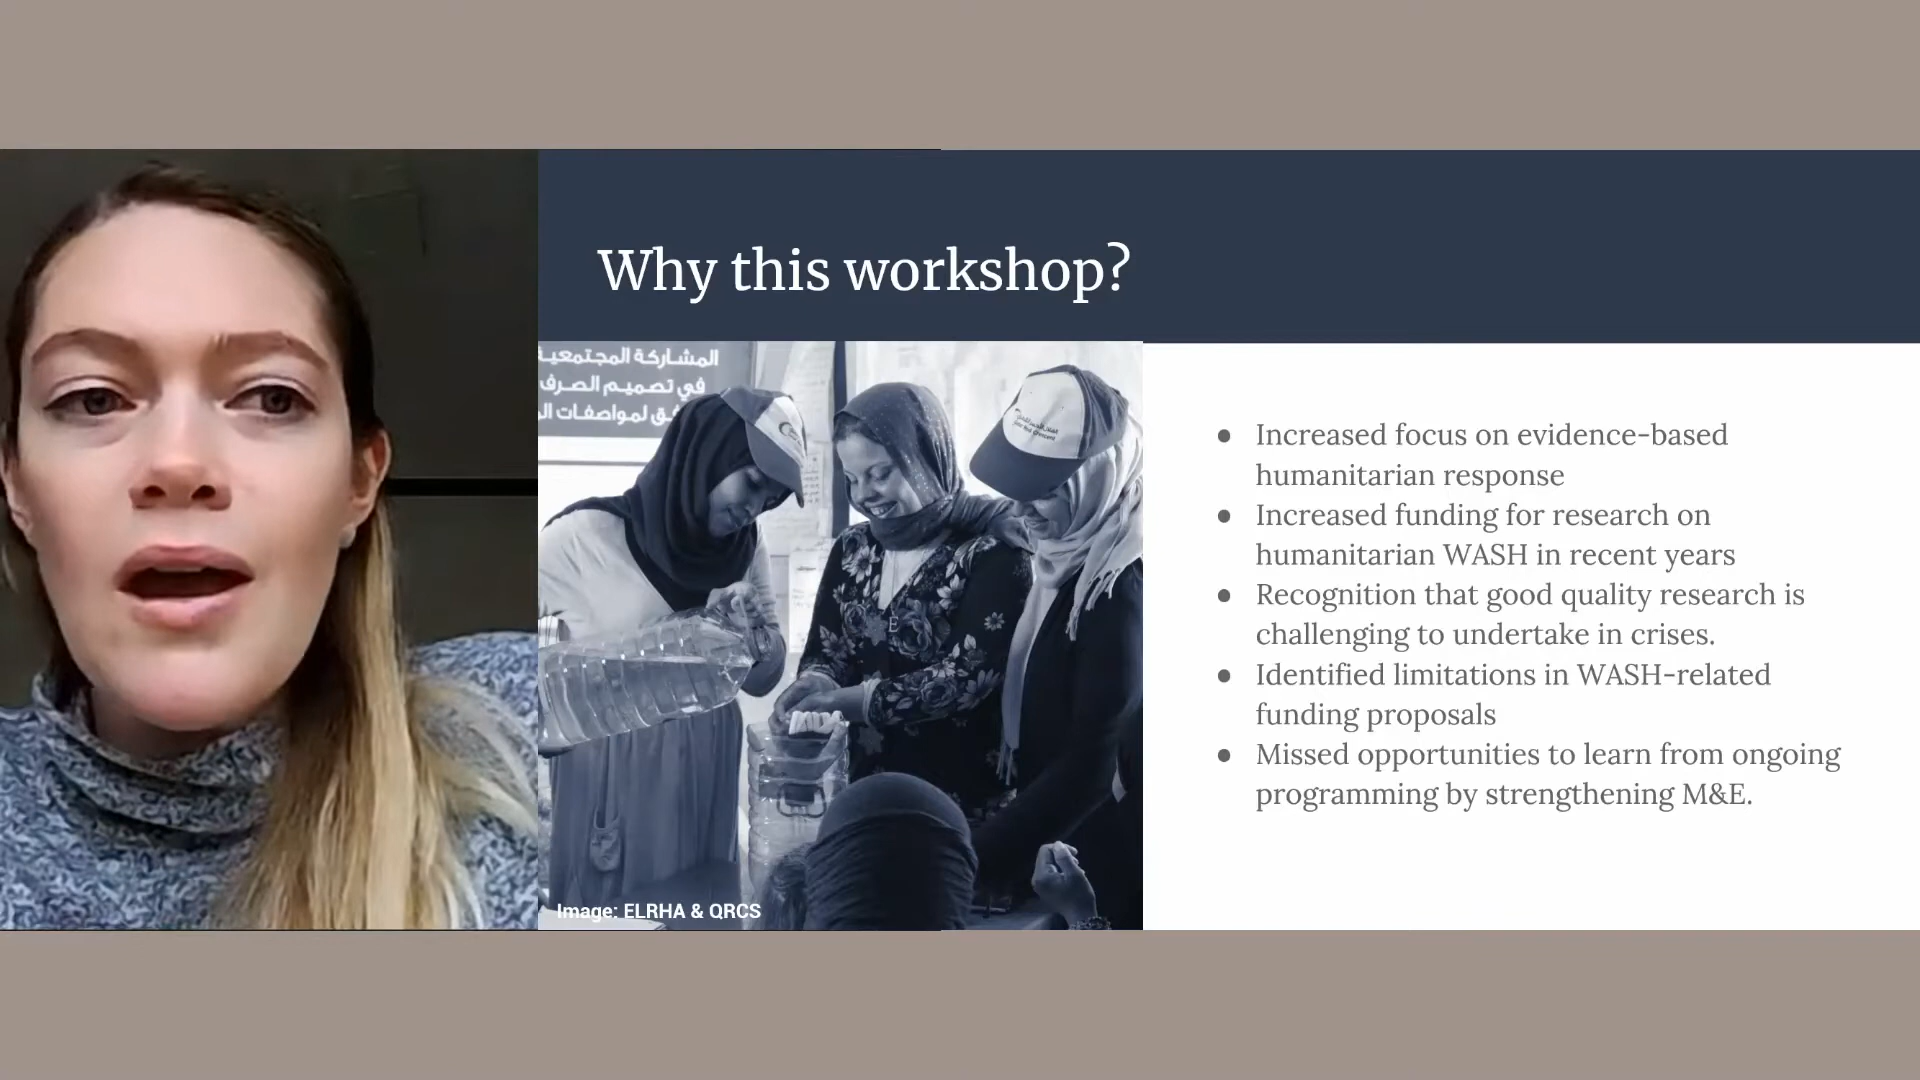 Why this workshop?
المشاركة المجتمعية
في تصميم الصرف
لمواصفات
● Increased focus on evidence-based
humanitarian response
● Increased funding for research on
humanitarian WASH in recent years
● Recognition that good quality research is
challenging to undertake in crises.
● Identified limitations in WASH-related
funding proposals
● Missed opportunities to learn from ongoing
programming by strengthening M&E.
Image: ELRHA & QRCS